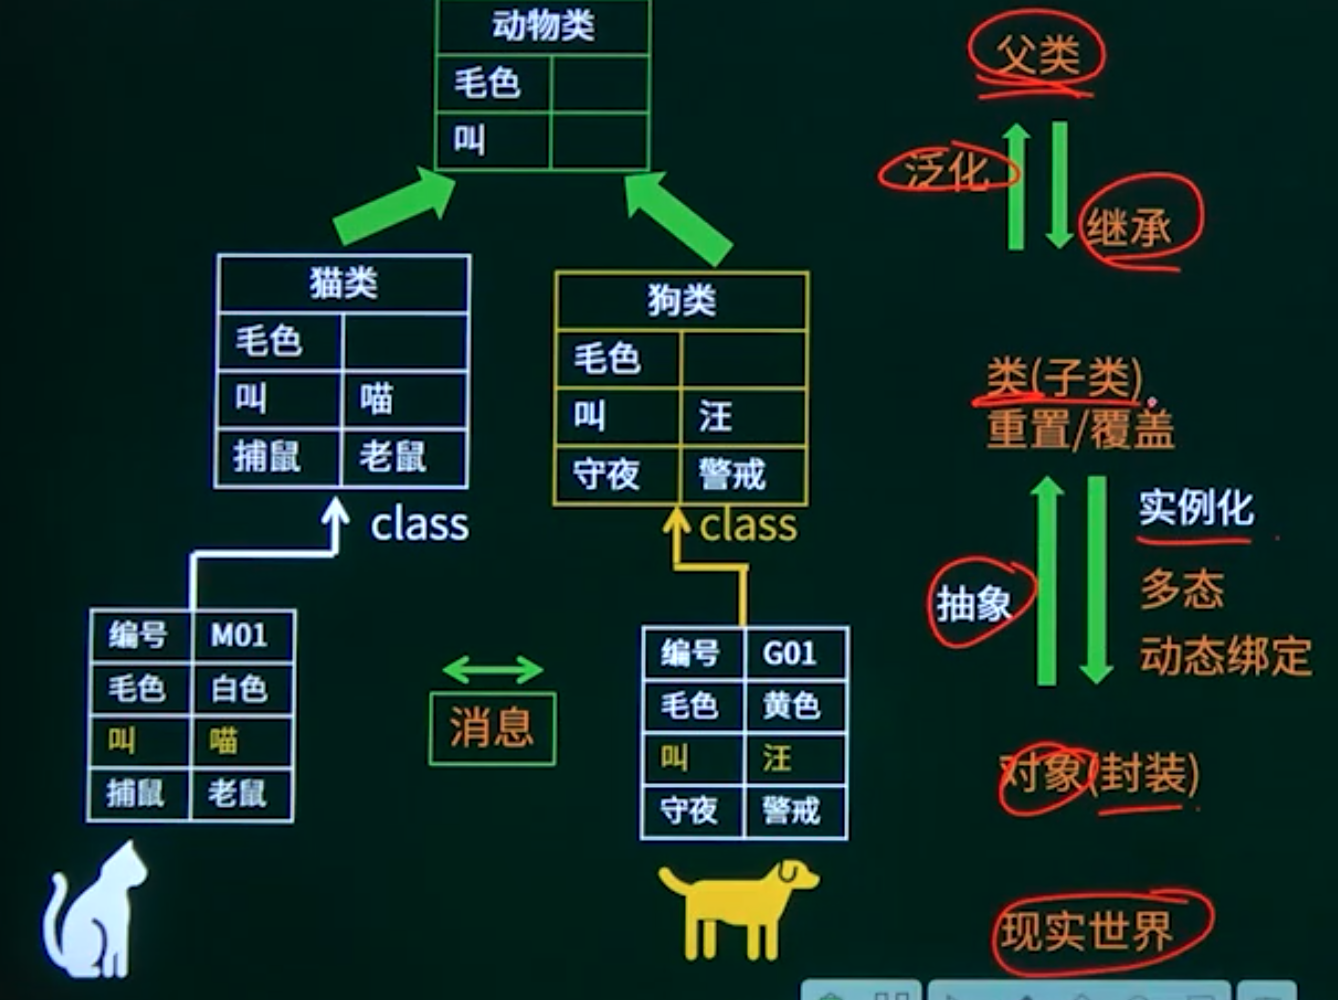 动物类
毛色
叫
父类
泛化
继承
猫类
毛色
叫 喵
捕鼠 老鼠
class
狗类
毛色
叫 汪
守夜 警戒
class
类(子类)
重置/覆盖
实例化
抽象
多态
动态绑定
编号 M01
毛色 白色
叫 喵
捕鼠 老鼠
消息
编号 G01
毛色 黄色
叫 汪
守夜 警戒
对象(封装)
现实世界